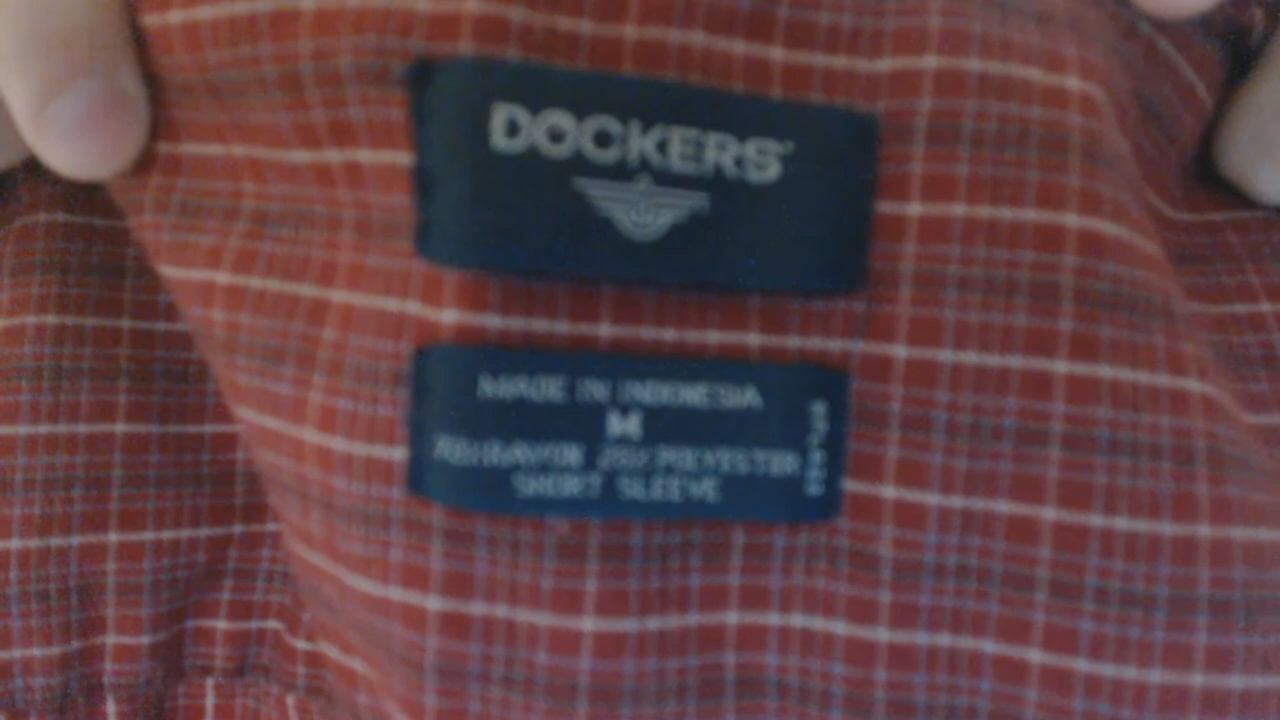 DOCKERS
MADE IN INDONESIA
M
RAYON POLYESTER
SHORT SLEEVE